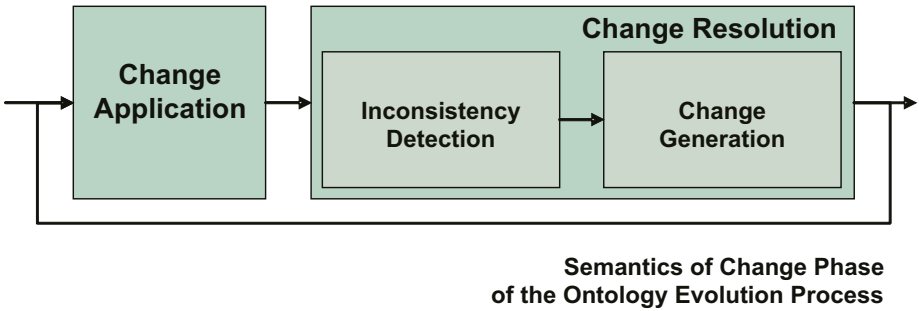 Change Resolution
Change
Application
Inconsistency
Detection
Change
Generation
Semantics of Change Phase
of the Ontology Evolution Process